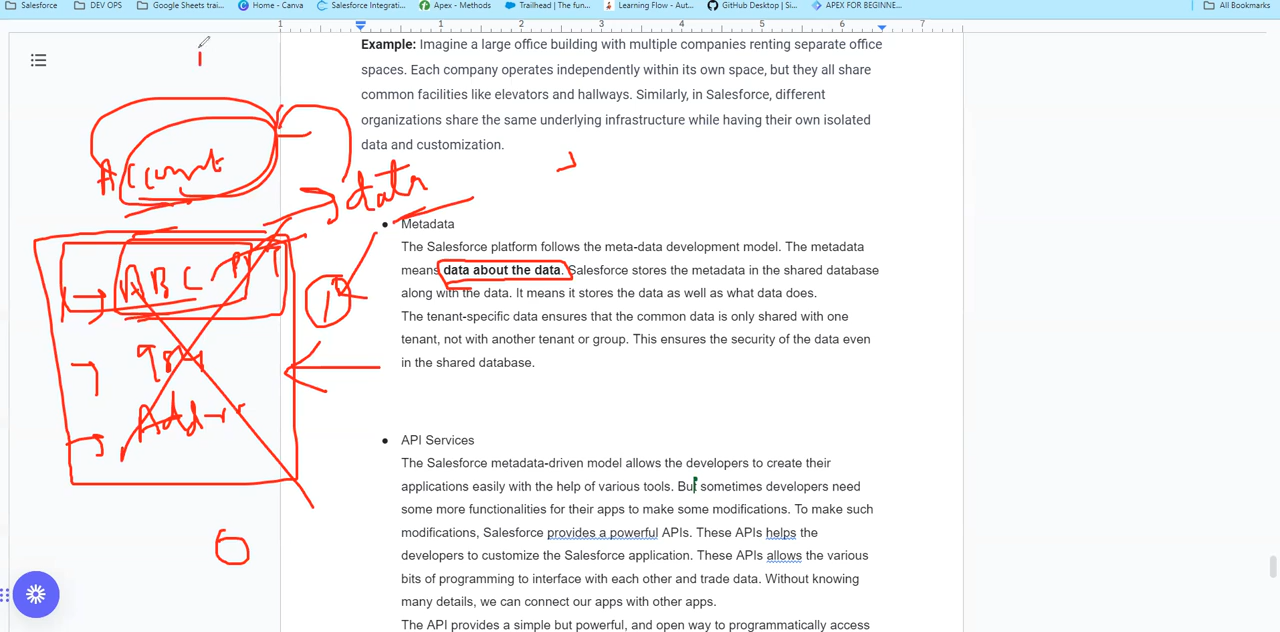 Salesforce DEV OPS Google Sheets trai... Home - Canva Salesforce Integrati... Apex - Methods Trailhead | The fun... Learning Flow - Aut... GitHub Desktop | Si... APEX FOR BEGINNE... All Bookmarks
1 1 2 3 4 5 6 7
Example: Imagine a large office building with multiple companies renting separate office
spaces. Each company operates independently within its own space, but they all share
common facilities like elevators and hallways. Similarly, in Salesforce, different
organizations share the same underlying infrastructure while having their own isolated
data and customization.
Account
data
● Metadata
The Salesforce platform follows the meta-data development model. The metadata
means data about the data. Salesforce stores the metadata in the shared database
along with the data. It means it stores the data as well as what data does.
The tenant-specific data ensures that the common data is only shared with one
tenant, not with another tenant or group. This ensures the security of the data even
in the shared database.
ABC
1
● API Services
The Salesforce metadata-driven model allows the developers to create their
applications easily with the help of various tools. But sometimes developers need
some more functionalities for their apps to make some modifications. To make such
modifications, Salesforce provides a powerful APIs. These APIs helps the
developers to customize the Salesforce application. These APIs allows the various
bits of programming to interface with each other and trade data. Without knowing
many details, we can connect our apps with other apps.
The API provides a simple but powerful, and open way to programmatically access